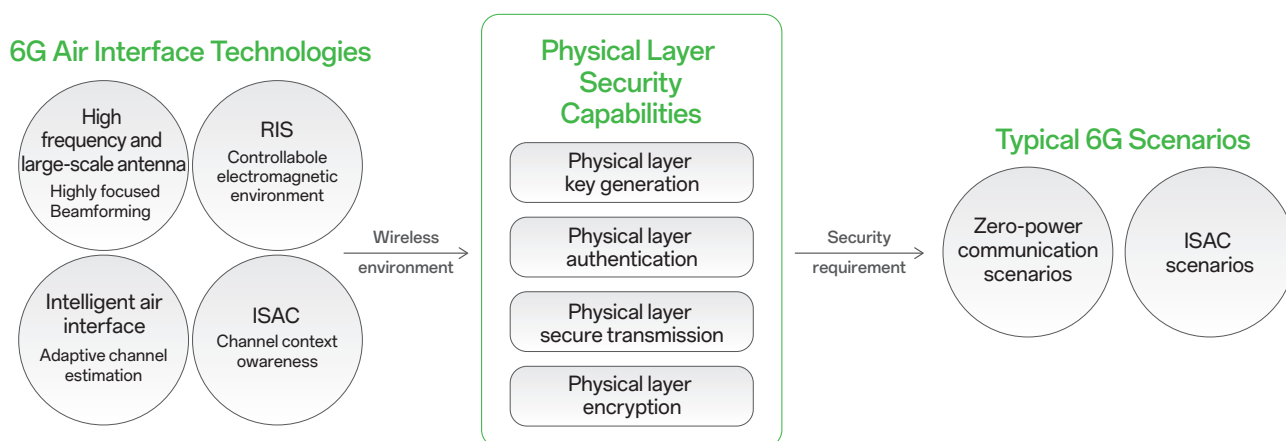 6G Air Interface Technologies
High
frequency and
large-scale antenna
Highly focused
Beamforming
RIS
Controllabole
electromagnetic
environment
Intelligent air
interface
Adaptive channel
estimation
ISAC
Channel context
owareness
Wireless
environment
Physical Layer
Security
Capabilities
Physical layer
key generation
Physical layer
authentication
Physical layer
secure transmission
Physical layer
encryption
Security
requirement
Typical 6G Scenarios
Zero-power
communication
scenarios
ISAC
scenarios